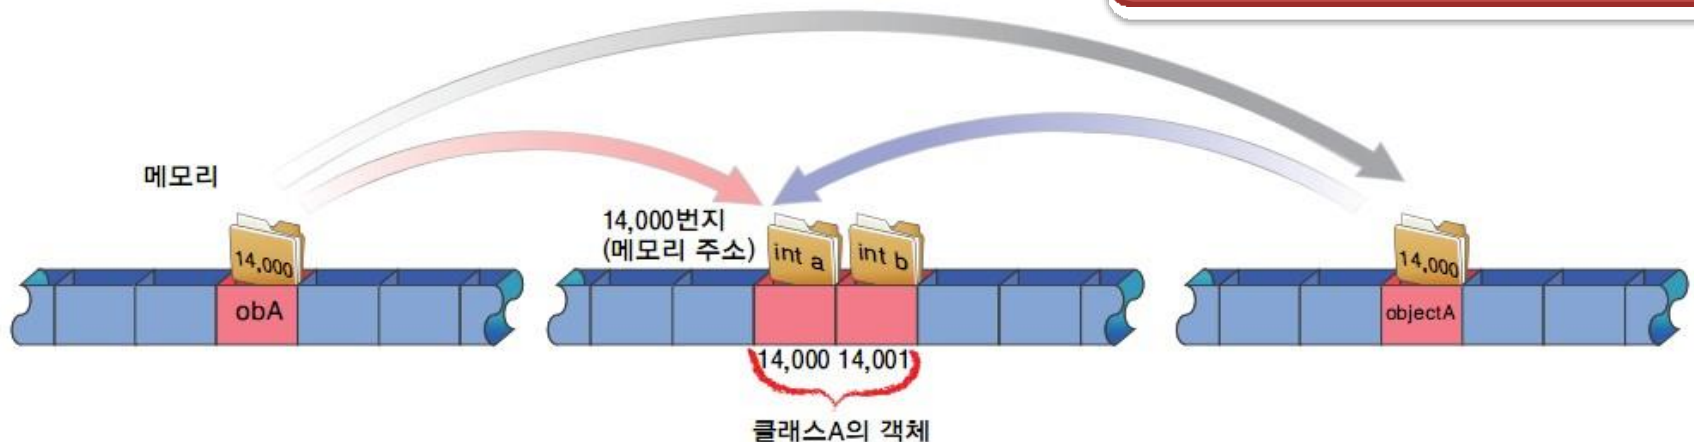 메모리
14,000
obA
14,000번지
(메모리 주소)
int a
int b
14,000 14,001
클래스A의 객체
14,000
objectA